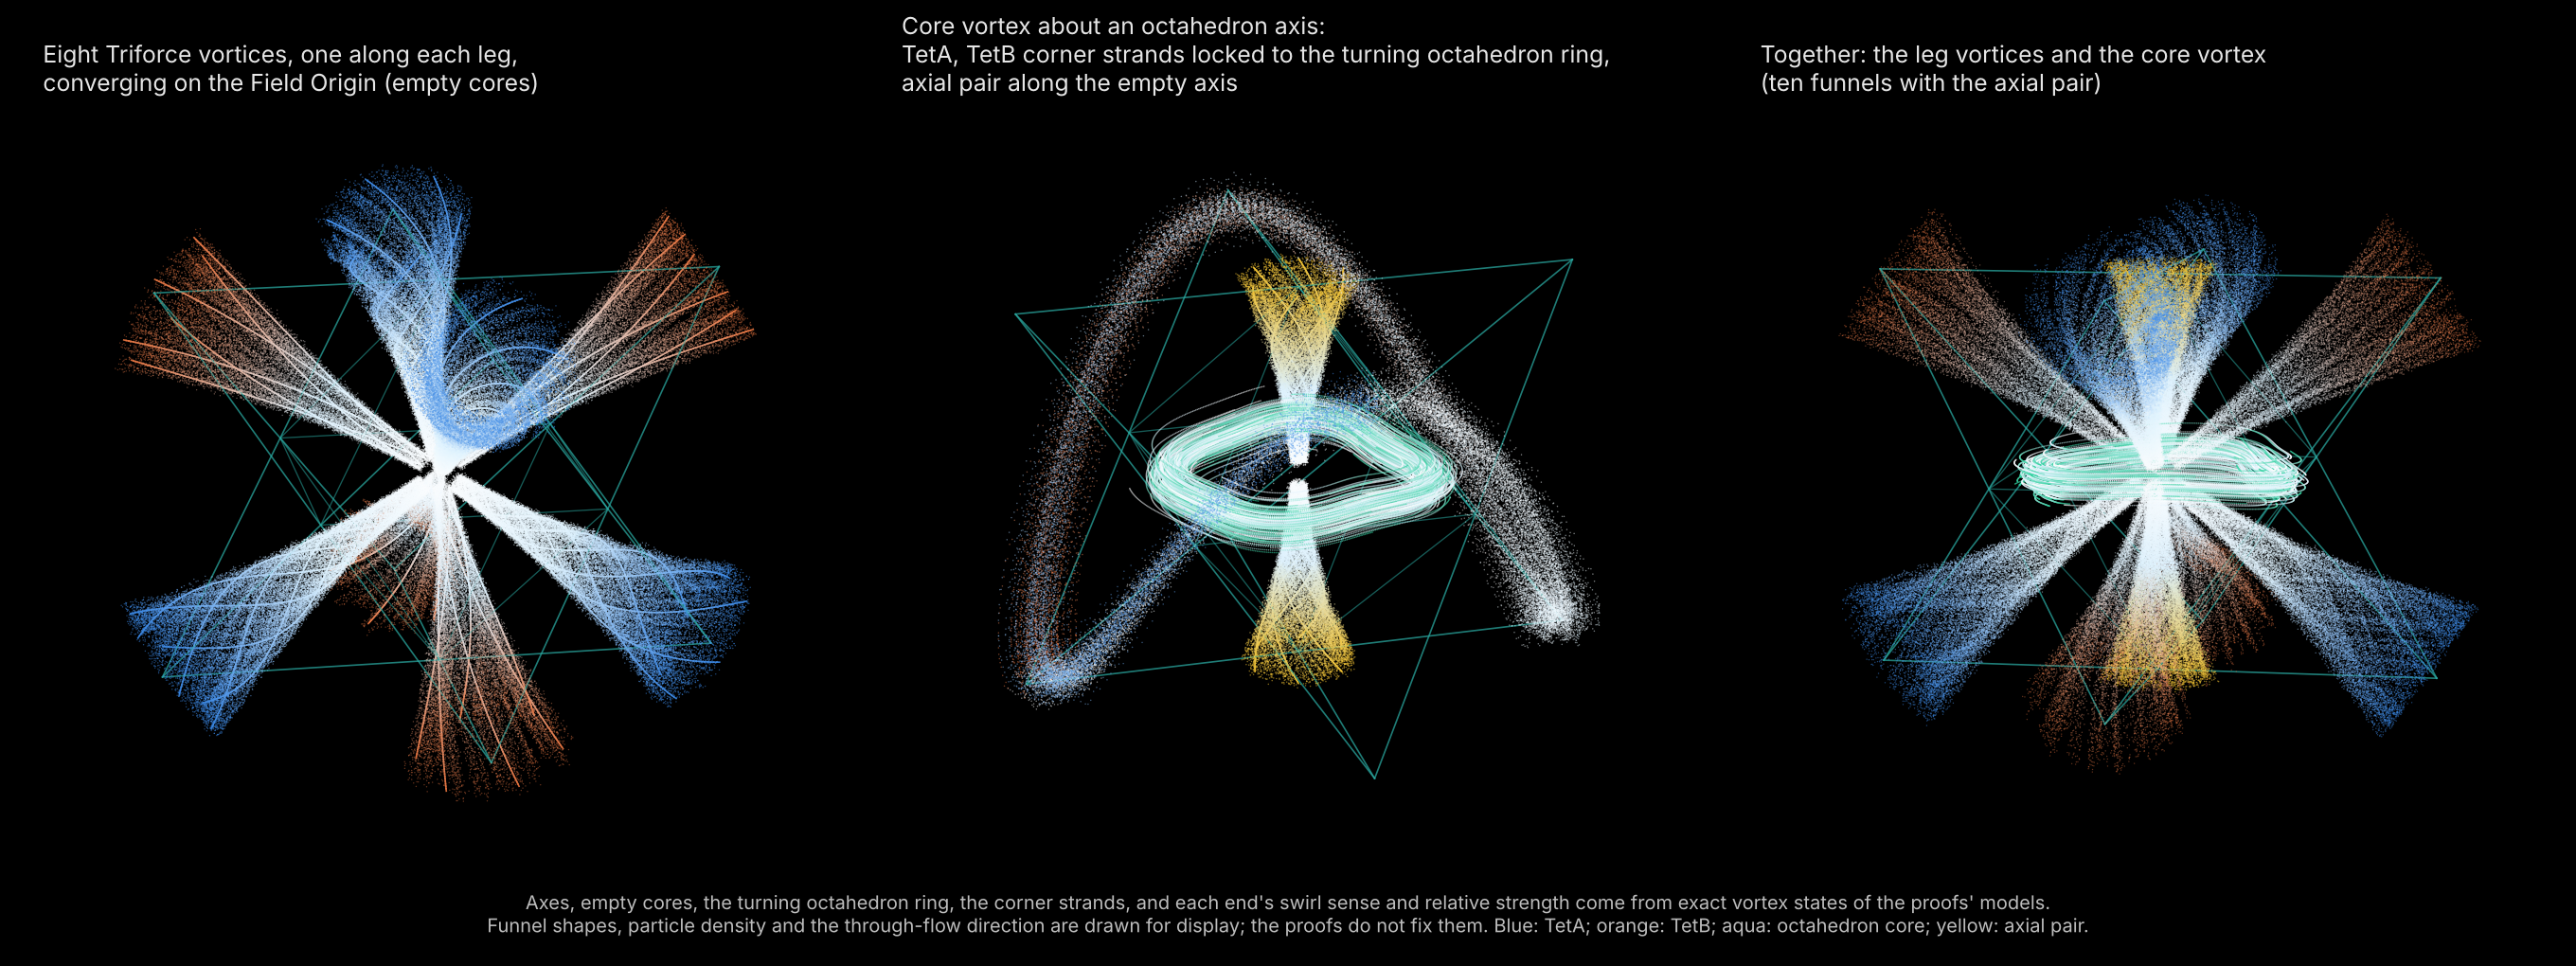 Eight Triforce vortices, one along each leg,
converging on the Field Origin (empty cores)
Core vortex about an octahedron axis:
TetA, TetB corner strands locked to the turning octahedron ring,
axial pair along the empty axis
Together: the leg vortices and the core vortex
(ten funnels with the axial pair)
Axes, empty cores, the turning octahedron ring, the corner strands, and each end's swirl sense and relative strength come from exact vortex states of the proofs' models.
Funnel shapes, particle density and the through-flow direction are drawn for display; the proofs do not fix them. Blue: TetA; orange: TetB; aqua: octahedron core; yellow: axial pair.